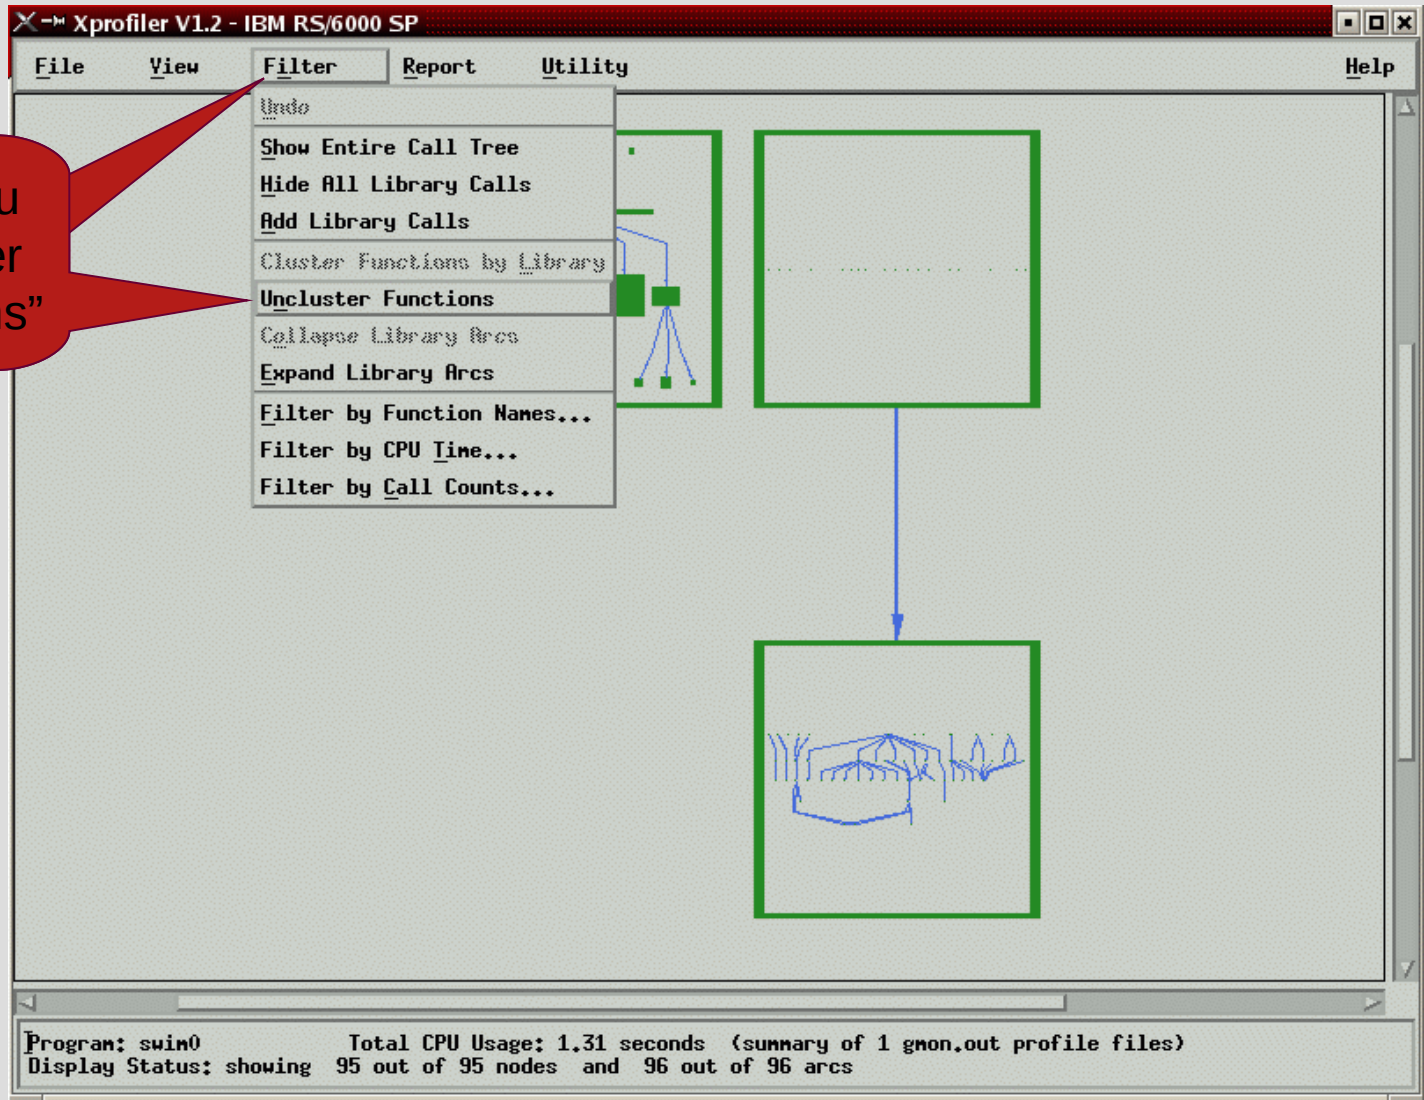 Xprofiler V1.2 - IBM RS/6000 SP
File View Filter Report Utility Help
Undo
Show Entire Call Tree
Hide All Library Calls
Add Library Calls
Cluster Functions by Library
Uncluster Functions
Collapse Library Arcs
Expand Library Arcs
Filter by Function Names...
Filter by CPU Time...
Filter by Call Counts...
u
er
ns”
Program: swim0 Total CPU Usage: 1.31 seconds (summary of 1 gmon.out profile files)
Display Status: showing 95 out of 95 nodes and 96 out of 96 arcs